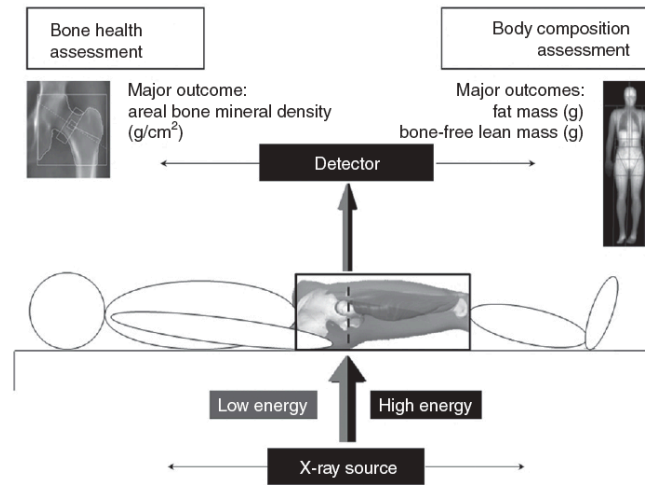 Bone health
assessment
Body composition
assessment
Major outcome:
areal bone mineral density
(g/cm²)
Major outcomes:
fat mass (g)
bone-free lean mass (g)
Detector
Low energy
High energy
X-ray source